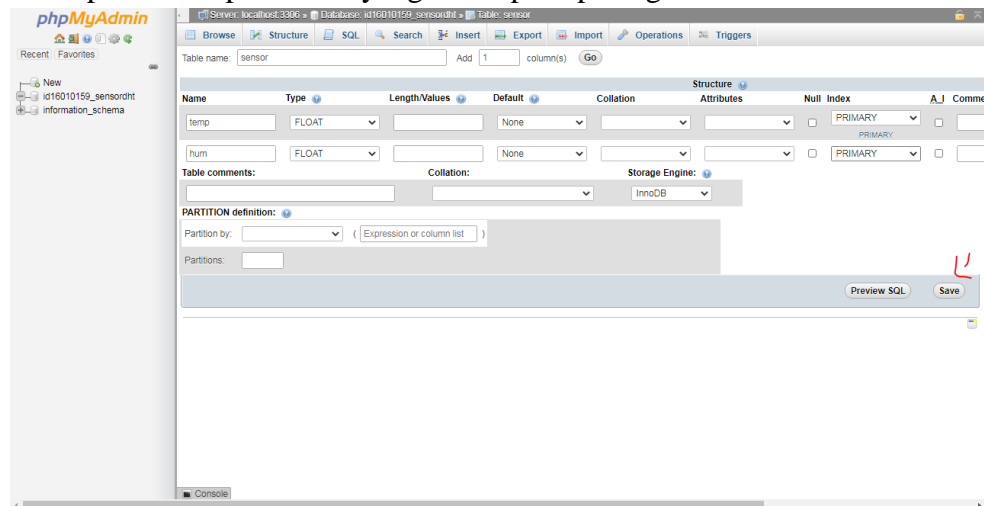 phpMyAdmin
Recent Favorites
New
id16010159_sensordht
information_schema
Server: localhost:3306 » Database: id16010159_sensordht » Table: sensor
Browse Structure SQL Search Insert Export Import Operations Triggers
Table name: sensor Add 1 column(s) Go
Structure
Name Type Length/Values Default Collation Attributes Null Index A_I Comme
temp FLOAT None PRIMARY
PRIMARY
hum FLOAT None PRIMARY
Table comments: Collation: Storage Engine:
InnoDB
PARTITION definition:
Partition by: ( Expression or column list )
Partitions:
Preview SQL Save
Console